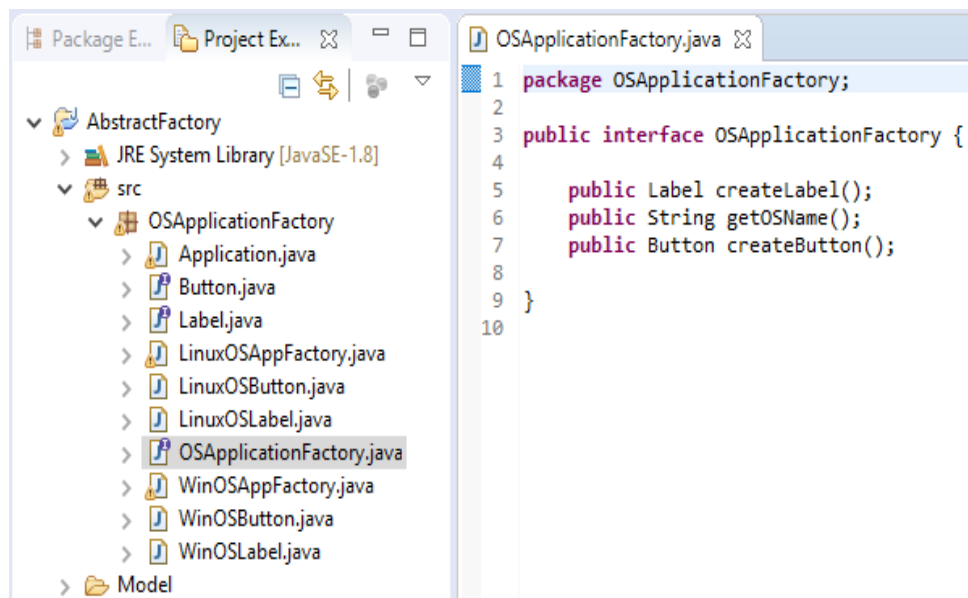 Package E...
Project Ex...
AbstractFactory
JRE System Library [JavaSE-1.8]
src
OSApplicationFactory
Application.java
Button.java
Label.java
LinuxOSAppFactory.java
LinuxOSButton.java
LinuxOSLabel.java
OSApplicationFactory.java
WinOSAppFactory.java
WinOSButton.java
WinOSLabel.java
Model
OSApplicationFactory.java
1 package OSApplicationFactory;
2
3 public interface OSApplicationFactory {
4
5 public Label createLabel();
6 public String getOSName();
7 public Button createButton();
8
9 }
10